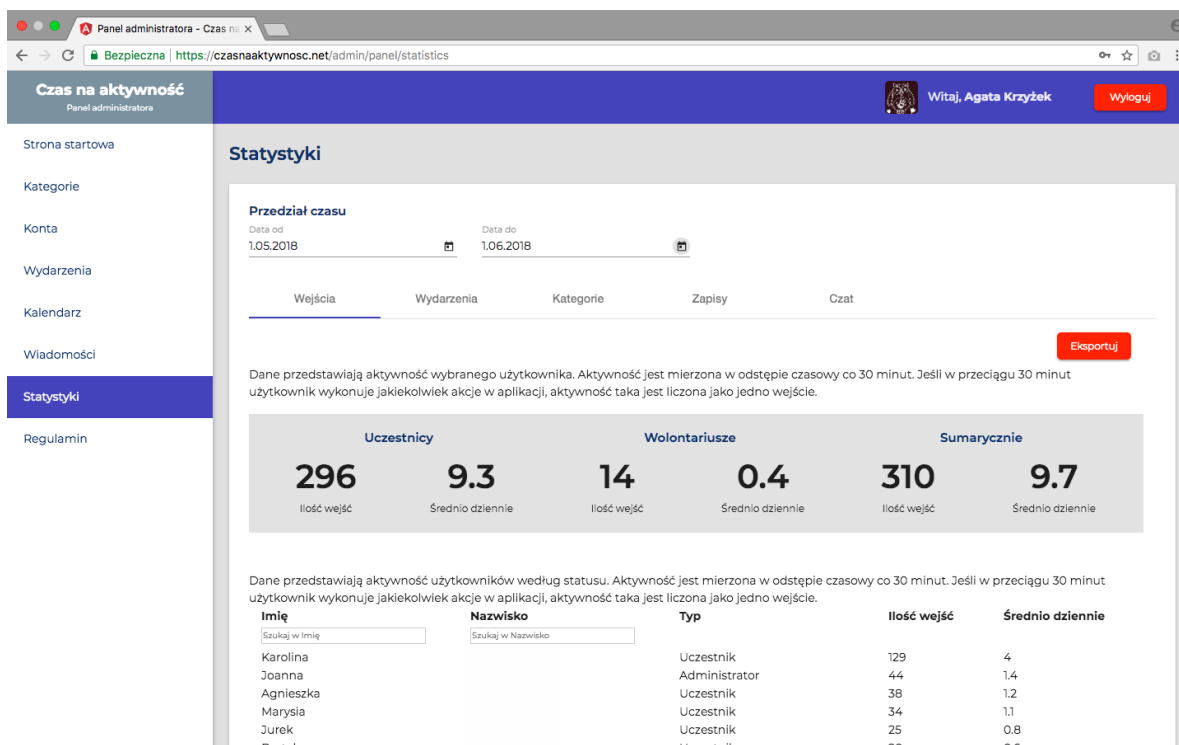 Panel administratora - Czas na
Bezpieczna | https://czasnaaktywnosc.net/admin/panel/statistics
Czas na aktywność
Panel administratora
Witaj, Agata Krzyżek
Wyloguj
Strona startowa
Kategorie
Konta
Wydarzenia
Kalendarz
Wiadomości
Statystyki
Regulamin
Statystyki
Przedział czasu
Data od
Data do
1.05.2018
1.06.2018
Wejścia Wydarzenia Kategorie Zapisy Czat
Eksportuj
Dane przedstawiają aktywność wybranego użytkownika. Aktywność jest mierzona w odstępie czasowy co 30 minut. Jeśli w przeciągu 30 minut
użytkownik wykonuje jakiekolwiek akcje w aplikacji, aktywność taka jest liczona jako jedno wejście.
Uczestnicy Wolontariusze Sumarycznie
296 9.3 14 0.4 310 9.7
Ilość wejść Średnio dziennie Ilość wejść Średnio dziennie Ilość wejść Średnio dziennie
Dane przedstawiają aktywność użytkowników według statusu. Aktywność jest mierzona w odstępie czasowy co 30 minut. Jeśli w przeciągu 30 minut
użytkownik wykonuje jakiekolwiek akcje w aplikacji, aktywność taka jest liczona jako jedno wejście.
Imię Nazwisko Typ Ilość wejść Średnio dziennie
Szukaj w Imię Szukaj w Nazwisko
Karolina Uczestnik 129 4
Joanna Administrator 44 1.4
Agnieszka Uczestnik 38 1.2
Marysia Uczestnik 34 1.1
Jurek Uczestnik 25 0.8